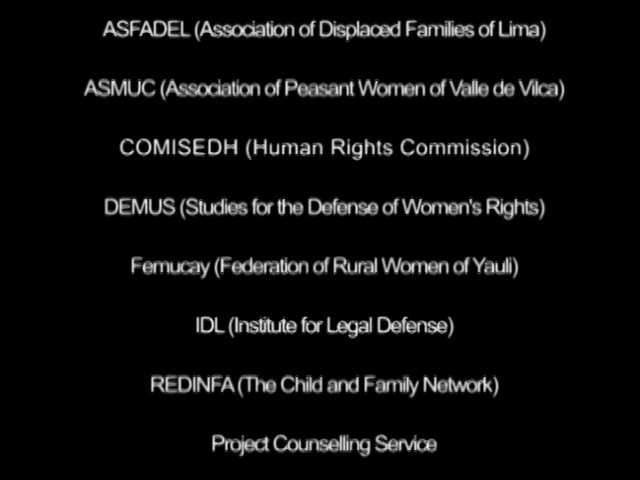 ASFADEL (Association of Displaced Families of Lima)
ASMUC (Association of Peasant Women of Valle de Vilca)
COMISEDH (Human Rights Commission)
DEMUS (Studies for the Defense of Women's Rights)
Femucay (Federation of Rural Women of Yauli)
IDL (Institute for Legal Defense)
REDINFA (The Child and Family Network)
Project Counselling Service